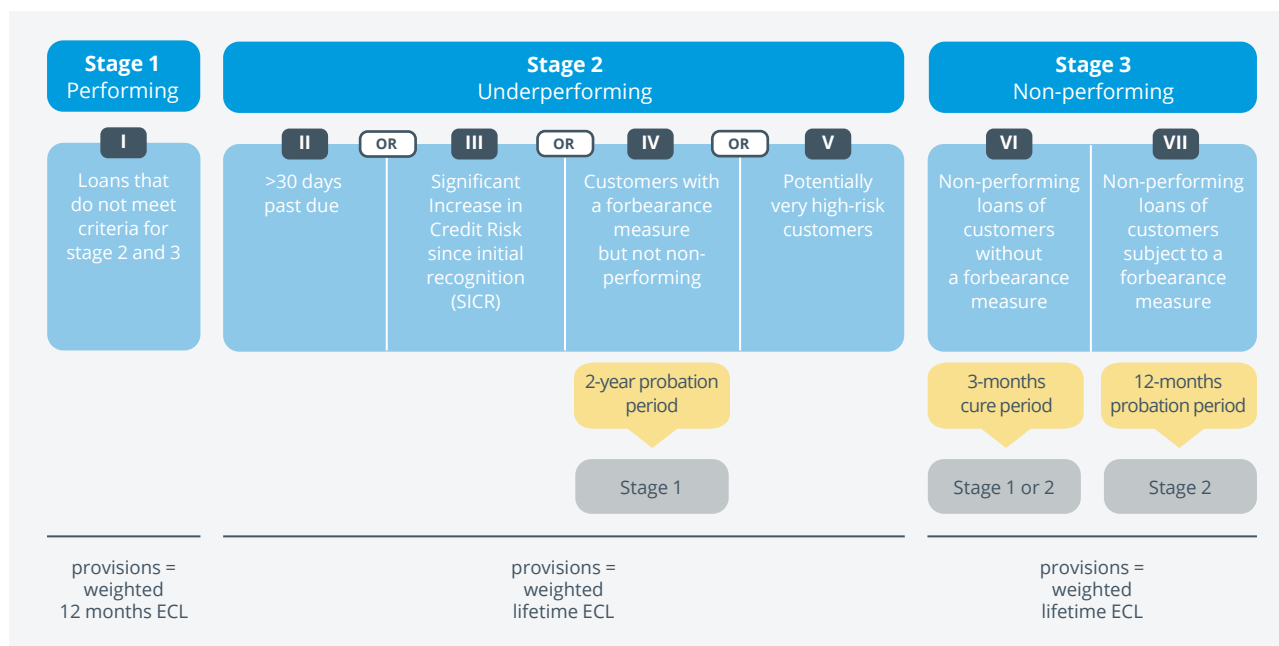 Stage 1
Performing
Stage 2
Underperforming
Stage 3
Non-performing
I
Loans that
do not meet
criteria for
stage 2 and 3
II
>30 days
past due
OR
III
Significant
Increase in
Credit Risk
since initial
recognition
(SICR)
OR
IV
Customers with
a forbearance
measure
but not non-
performing
OR
V
Potentially
very high-risk
customers
VI
Non-performing
loans of
customers
without
a forbearance
measure
VII
Non-performing
loans of
customers
subject to a
forbearance
measure
2-year probation
period
Stage 1
3-months
cure period
Stage 1 or 2
12-months
probation period
Stage 2
provisions =
weighted
12 months ECL
provisions =
weighted
lifetime ECL
provisions =
weighted
lifetime ECL